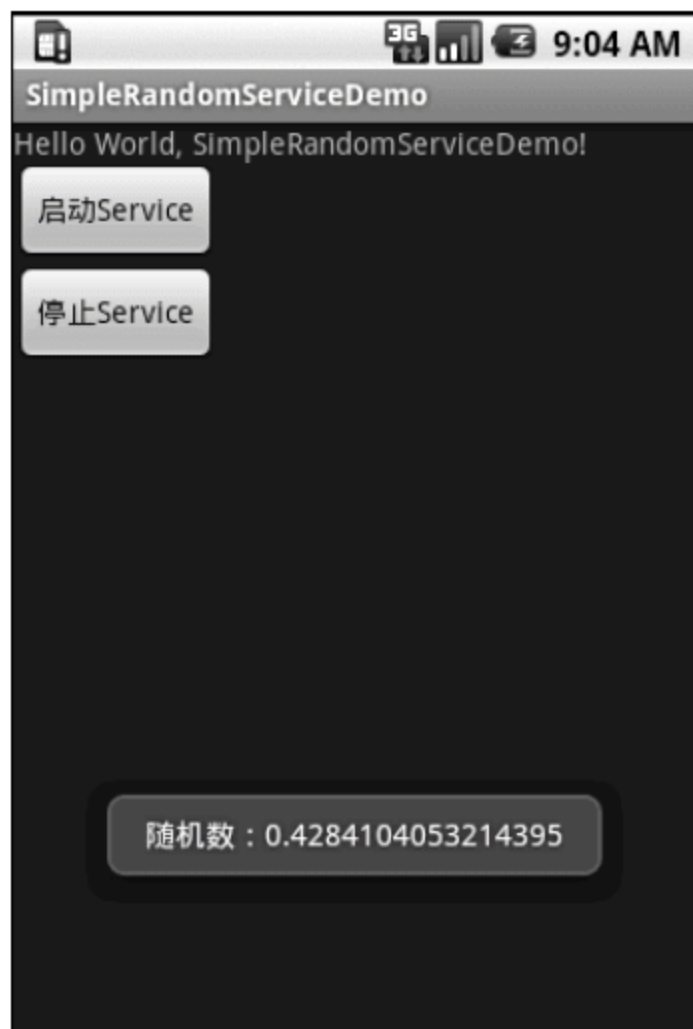 3G 9:04 AM
SimpleRandomServiceDemo
Hello World, SimpleRandomServiceDemo!
启动Service
停止Service
随机数：0.4284104053214395